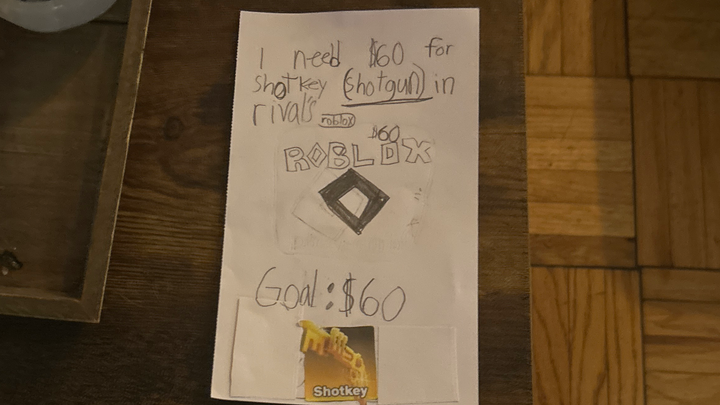 I need $60 for
shotkey (shotgun) in
rivals roblox
$60
ROBLOX
Goal: $60
Shotkey